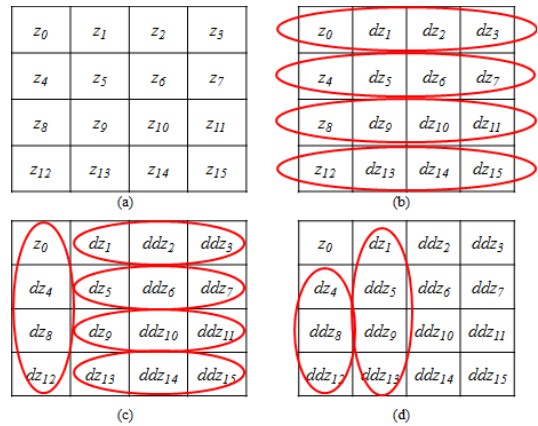 z0 z1 z2 z3 z0 dz1 dz2 dz3
z4 z5 z6 z7 z4 dz5 dz6 dz7
z8 z9 z10 z11 z8 dz9 dz10 dz11
z12 z13 z14 z15 z12 dz13 dz14 dz15
(a) (b)
z0 dz1 ddz2 ddz3 z0 dz1 ddz2 ddz3
dz4 dz5 ddz6 ddz7 dz4 ddz5 ddz6 ddz7
dz8 dz9 ddz10 ddz11 ddz8 ddz9 ddz10 ddz11
dz12 dz13 ddz14 ddz15 ddz12 ddz13 ddz14 ddz15
(c) (d)